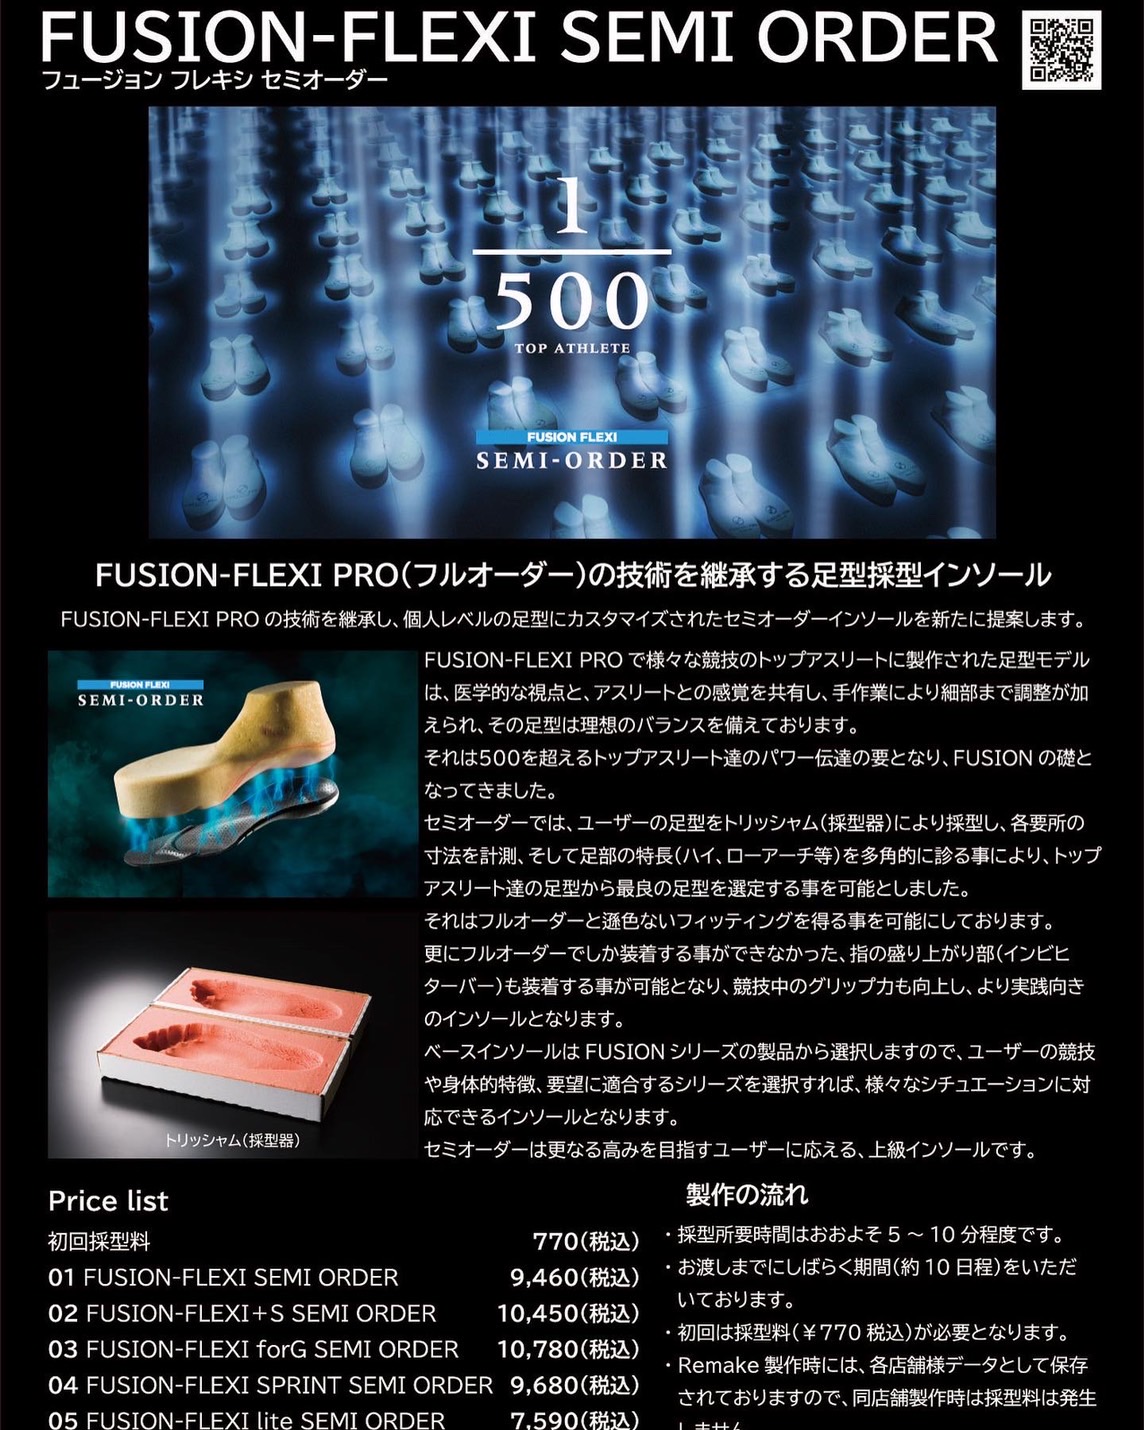 FUSION-FLEXI SEMI ORDER
フュージョン フレキシ セミオーダー
1
500
TOP ATHLETE
FUSION FLEXI
SEMI-ORDER
FUSION-FLEXI PRO(フルオーダー)の技術を継承する足型採型インソール
FUSION-FLEXI PRO の技術を継承し、個人レベルの足型にカスタマイズされたセミオーダーインソールを新たに提案します。
FUSION FLEXI
SEMI-ORDER
FUSION-FLEXI PRO で様々な競技のトップアスリートに製作された足型モデル
は、医学的な視点と、アスリートとの感覚を共有し、手作業により細部まで調整が加
えられ、その足型は理想のバランスを備えております。
それは500を超えるトップアスリート達のパワー伝達の要となり、FUSION の礎と
なってきました。
セミオーダーでは、ユーザーの足型をトリッシャム(採型器)により採型し、各要所の
寸法を計測、そして足部の特長(ハイ、ローアーチ等)を多角的に診る事により、トップ
アスリート達の足型から最良の足型を選定する事を可能としました。
それはフルオーダーと遜色ないフィッティングを得る事を可能にしております。
更にフルオーダーでしか装着する事ができなかった、指の盛り上がり部(インビヒ
ターバー)も装着する事が可能となり、競技中のグリップ力も向上し、より実践向き
のインソールとなります。
ベースインソールは FUSION シリーズの製品から選択しますので、ユーザーの競技
や身体的特徴、要望に適合するシリーズを選択すれば、様々なシチュエーションに対
応できるインソールとなります。
セミオーダーは更なる高みを目指すユーザーに応える、上級インソールです。
トリッシャム(採型器)
Price list
初回採型料 770(税込)
01 FUSION-FLEXI SEMI ORDER 9,460(税込)
02 FUSION-FLEXI+S SEMI ORDER 10,450(税込)
03 FUSION-FLEXI forG SEMI ORDER 10,780(税込)
04 FUSION-FLEXI SPRINT SEMI ORDER 9,680(税込)
05 FUSION-FLEXI lite SEMI ORDER 7,590(税込)
製作の流れ
・採型所要時間はおおよそ 5 ～ 10 分程度です。
・お渡しまでにしばらく期間(約 10 日程)をいただ
いております。
・初回は採型料(￥770 税込)が必要となります。
・Remake 製作時には、各店舗様データとして保存
されておりますので、同店舗製作時は採型料は発生